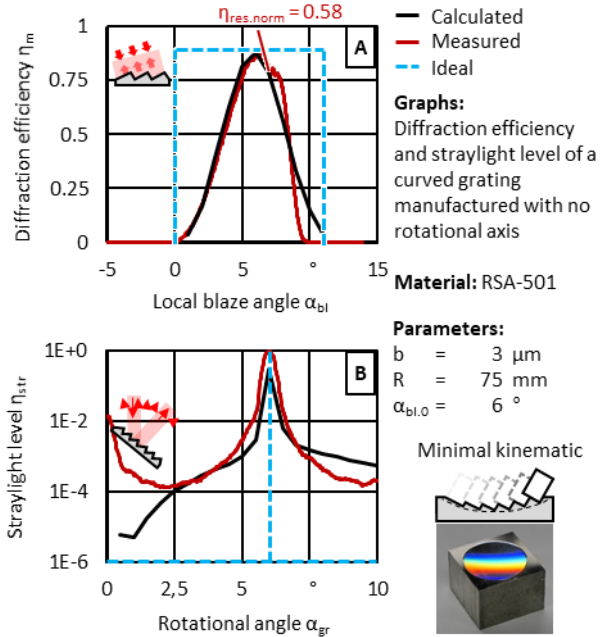 η_res.norm = 0.58
Diffraction efficiency η_m
1
0.75
0.5
0.25
0
A
-5 0 5 ° 15
Local blaze angle α_bl
Calculated
Measured
Ideal
Graphs:
Diffraction efficiency
and straylight level of a
curved grating
manufactured with no
rotational axis
Material: RSA-501
Parameters:
b = 3 µm
R = 75 mm
α_bl.0 = 6 °
Straylight level η_str
1E+0
1E-2
1E-4
1E-6
B
0 2,5 ° 10
Rotational angle α_gr
Minimal kinematic